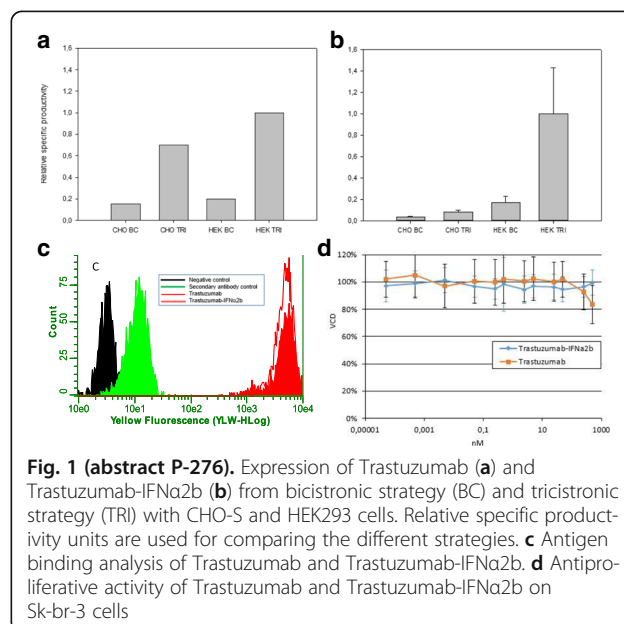 a
b
1,6
1,4
1,2
1,0
0,8
0,6
0,4
0,2
0,0
Relative specific productivity
CHO BC
CHO TRI
HEK BC
HEK TRI
1,6
1,4
1,2
1,0
0,8
0,6
0,4
0,2
0,0
CHO BC
CHO TRI
HEK BC
HEK TRI
c
C
Negative control
Secondary antibody control
Trastuzumab
Trastuzumab-IFNα2b
75
50
25
0
Count
10e0
10e1
10e2
10e3
10e4
Yellow Fluorescence (YLW-HLog)
d
120%
100%
80%
60%
40%
20%
0%
VCD
Trastuzumab-IFNa2b
Trastuzumab
0,00001
0,001
0,1
10
1000
nM
Fig. 1 (abstract P-276). Expression of Trastuzumab (a) and
Trastuzumab-IFNα2b (b) from bicistronic strategy (BC) and tricistronic
strategy (TRI) with CHO-S and HEK293 cells. Relative specific product-
ivity units are used for comparing the different strategies. c Antigen
binding analysis of Trastuzumab and Trastuzumab-IFNα2b. d Antipro-
liferative activity of Trastuzumab and Trastuzumab-IFNα2b on
Sk-br-3 cells